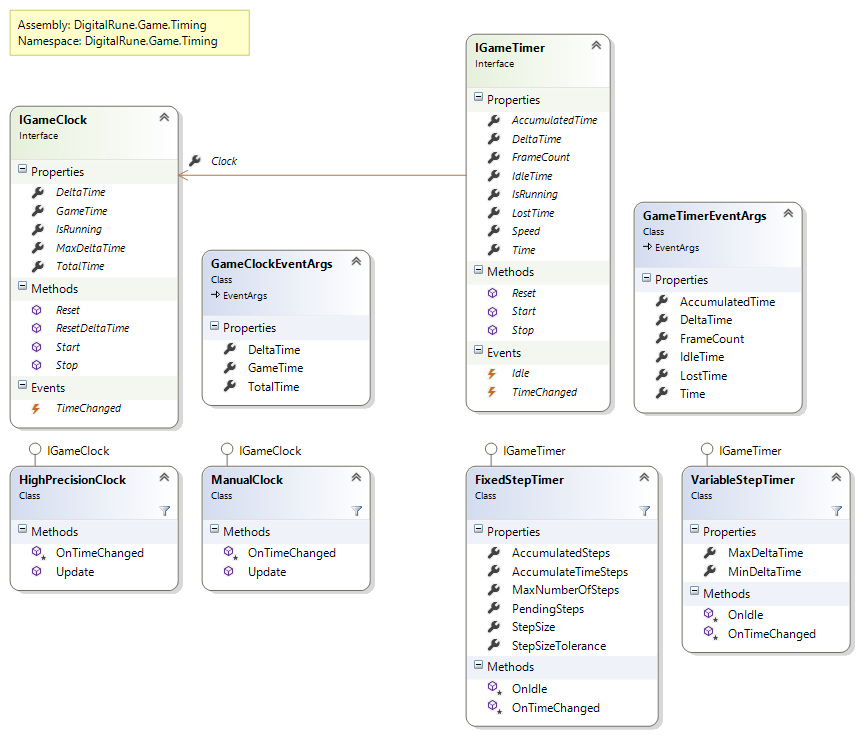 Assembly: DigitalRune.Game.Timing
Namespace: DigitalRune.Game.Timing
IGameClock
Interface
Properties
DeltaTime
GameTime
IsRunning
MaxDeltaTime
TotalTime
Methods
Reset
ResetDeltaTime
Start
Stop
Events
TimeChanged
Clock
GameClockEventArgs
Class
EventArgs
Properties
DeltaTime
GameTime
TotalTime
IGameTimer
Interface
Properties
AccumulatedTime
DeltaTime
FrameCount
IdleTime
IsRunning
LostTime
Speed
Time
Methods
Reset
Start
Stop
Events
Idle
TimeChanged
GameTimerEventArgs
Class
EventArgs
Properties
AccumulatedTime
DeltaTime
FrameCount
IdleTime
LostTime
Time
IGameClock
HighPrecisionClock
Class
Methods
OnTimeChanged
Update
IGameClock
ManualClock
Class
Methods
OnTimeChanged
Update
IGameTimer
FixedStepTimer
Class
Properties
AccumulatedSteps
AccumulateTimeSteps
MaxNumberOfSteps
PendingSteps
StepSize
StepSizeTolerance
Methods
OnIdle
OnTimeChanged
IGameTimer
VariableStepTimer
Class
Properties
MaxDeltaTime
MinDeltaTime
Methods
OnIdle
OnTimeChanged